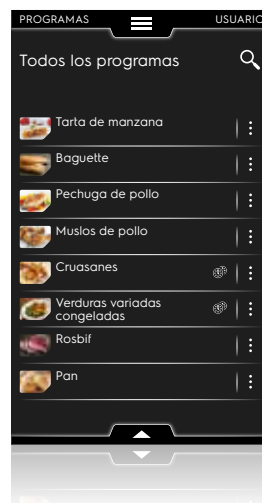 PROGRAMAS USUARIO
Todos los programas
Tarta de manzana
Baguette
Pechuga de pollo
Muslos de pollo
Cruasanes
Verduras variadas
congeladas
Rosbif
Pan